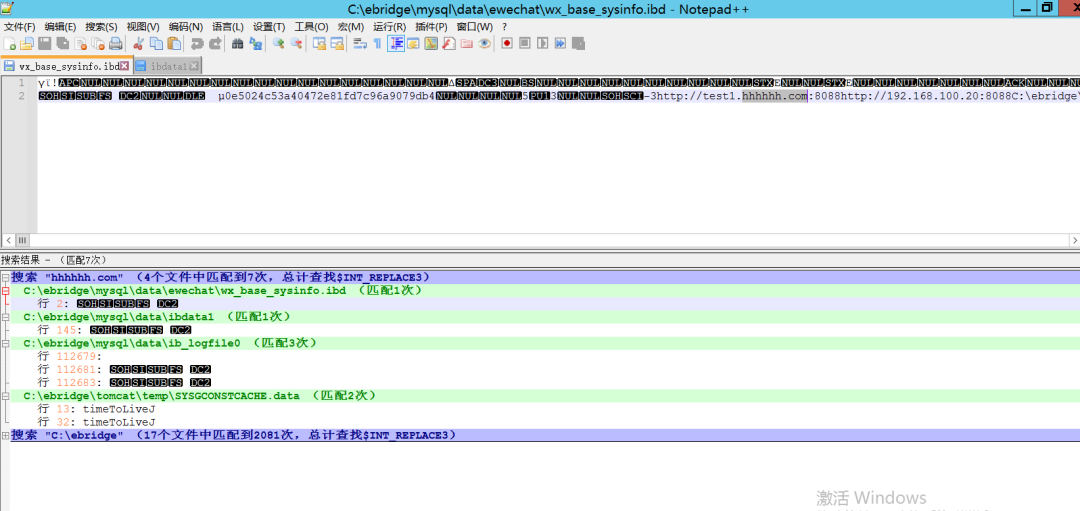 C:\ebridge\mysql\data\ewechat\wx_base_sysinfo.ibd - Notepad++
文件(F) 编辑(E) 搜索(S) 视图(V) 编码(N) 语言(L) 设置(T) 工具(O) 宏(M) 运行(R) 插件(P) 窗口(W) ?
wx_base_sysinfo.ibd ibdata1
1
2 SOHSISUBFS DC2NULNULDLE μ0e5024c53a40472e81fd7c96a9079db4NULNULNULNUL5PU13NULNULSOHSCI-3http://test1.hhhhhh.com:8088http://192.168.100.20:8088C:\ebridge\
搜索结果 - (匹配7次)
搜索 "hhhhhh.com" (4个文件中匹配到7次，总计查找$INT_REPLACE3)
C:\ebridge\mysql\data\ewechat\wx_base_sysinfo.ibd (匹配1次)
行 2: SOHSISUBFS DC2
C:\ebridge\mysql\data\ibdata1 (匹配1次)
行 145: SOHSISUBFS DC2
C:\ebridge\mysql\data\ib_logfile0 (匹配3次)
行 112679:
行 112681: SOHSISUBFS DC2
行 112683: SOHSISUBFS DC2
C:\ebridge\tomcat\temp\SYSGCONSTCACHE.data (匹配2次)
行 13: timeToLiveJ
行 32: timeToLiveJ
搜索 "C:\ebridge" (17个文件中匹配到2081次，总计查找$INT_REPLACE3)
激活 Windows